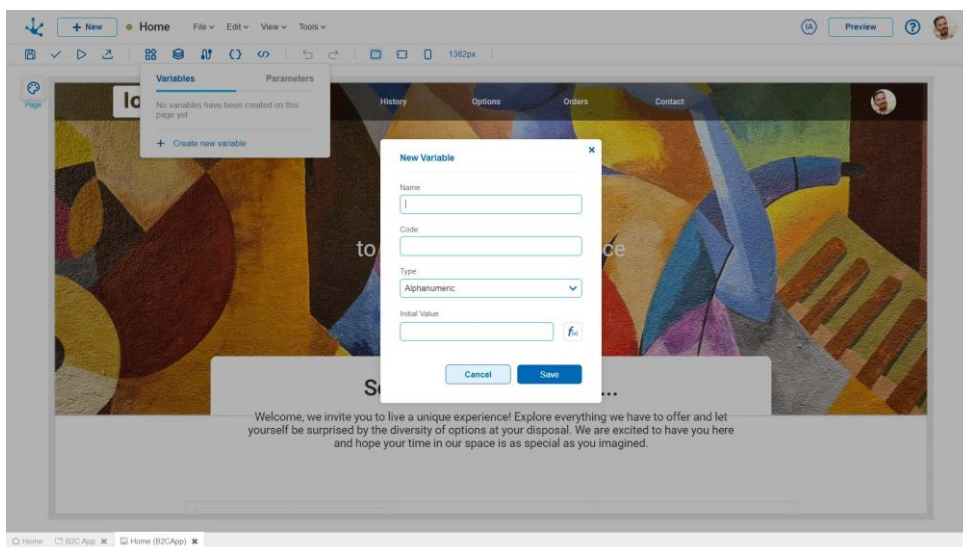 + New
Home
File
Edit
View
Tools
IA
Preview
?
1382px
Page
Variables
Parameters
No variables have been created on this
page yet
+ Create new variable
lo
History
Options
Orders
Contact
New Variable
Name
Code
Type
Alphanumeric
Initial Value
f(x)
Cancel
Save
to
ce
S
...
Welcome, we invite you to live a unique experience! Explore everything we have to offer and let
yourself be surprised by the diversity of options at your disposal. We are excited to have you here
and hope your time in our space is as special as you imagined.
Home
B2C App
Home (B2CApp)